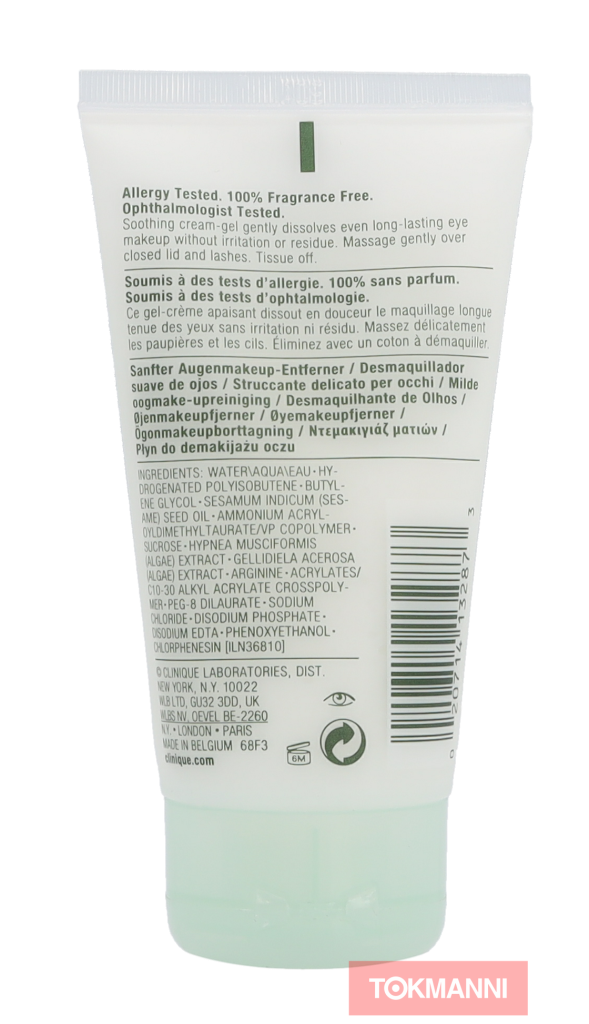 Allergy Tested. 100% Fragrance Free.
Ophthalmologist Tested.
Soothing cream-gel gently dissolves even long-lasting eye
makeup without irritation or residue. Massage gently over
closed lid and lashes. Tissue off.
Soumis à des tests d'allergie. 100% sans parfum.
Soumis à des tests d'ophtalmologie.
Ce gel-crème apaisant dissout en douceur le maquillage longue
tenue des yeux sans irritation ni résidu. Massez délicatement
les paupières et les cils. Éliminez avec un coton à démaquiller.
Sanfter Augenmakeup-Entferner / Desmaquillador
suave de ojos / Struccante delicato per occhi / Milde
oogmake-upreiniging / Desmaquilhante de Olhos /
Øjenmakeupfjerner / Øyemakeupfjerner /
Ögonmakeupborttagning / Ντεμακιγιάζ ματιών /
Płyn do demakijażu oczu
INGREDIENTS: WATER\AQUA\EAU • HY-
DROGENATED POLYISOBUTENE • BUTYL-
ENE GLYCOL • SESAMUM INDICUM (SES-
AME) SEED OIL • AMMONIUM ACRYL-
OYLDIMETHYLTAURATE/VP COPOLYMER •
SUCROSE • HYPNEA MUSCIFORMIS
(ALGAE) EXTRACT • GELLIDIELA ACEROSA
(ALGAE) EXTRACT • ARGININE • ACRYLATES/
C10-30 ALKYL ACRYLATE CROSSPOLY-
MER • PEG-8 DILAURATE • SODIUM
CHLORIDE • DISODIUM PHOSPHATE •
DISODIUM EDTA • PHENOXYETHANOL •
CHLORPHENESIN [ILN36810]
© CLINIQUE LABORATORIES, DIST.
NEW YORK, N.Y. 10022
WLB LTD, GU32 3DD, UK
WLBS NV. OEVEL BE-2260
N.Y. • LONDON • PARIS
MADE IN BELGIUM 68F3
clinique.com
6M
0 20714 13287 3
TOKMANNI